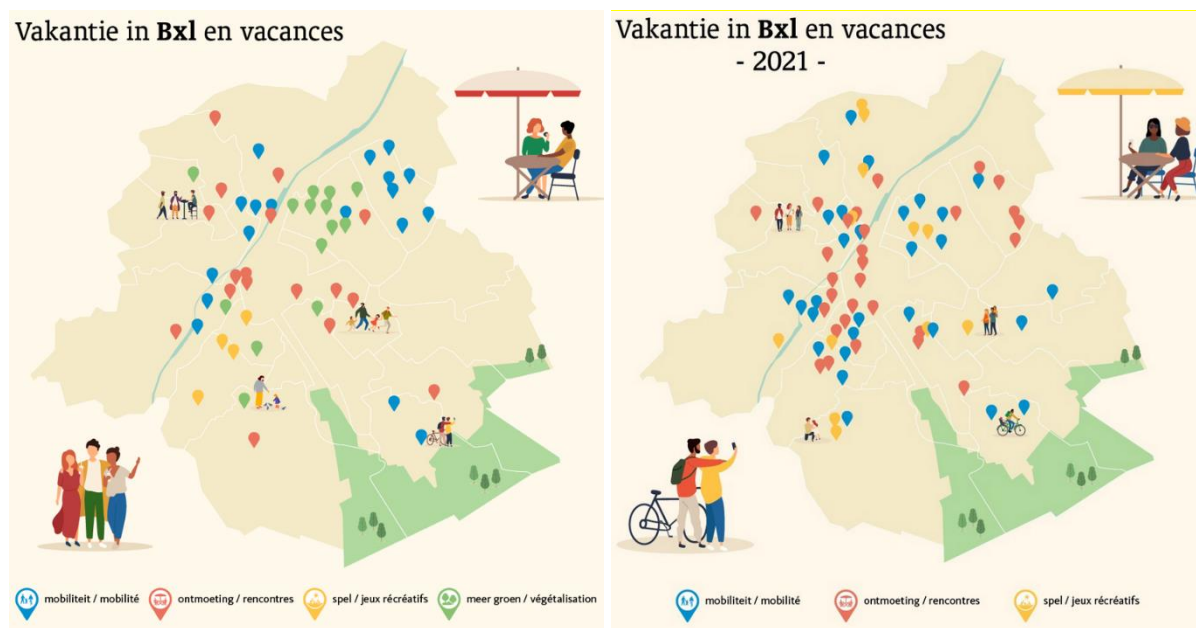 Vakantie in Bxl en vacances
mobiliteit / mobilité
ontmoeting / rencontres
spel / jeux récréatifs
meer groen / végétalisation
Vakantie in Bxl en vacances
- 2021 -
mobiliteit / mobilité
ontmoeting / rencontres
spel / jeux récréatifs